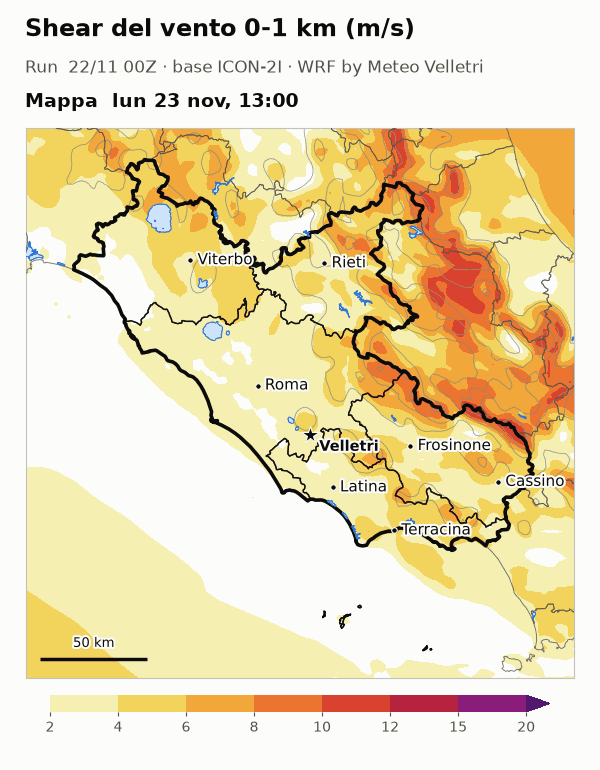 Shear del vento 0-1 km (m/s)
Run  22/11 00Z · base ICON-2I · WRF by Meteo Velletri
Mappa  lun 23 nov, 13:00
Viterbo
Rieti
Roma
Velletri
Frosinone
Cassino
Latina
Terracina
50 km
2 4 6 8 10 12 15 20